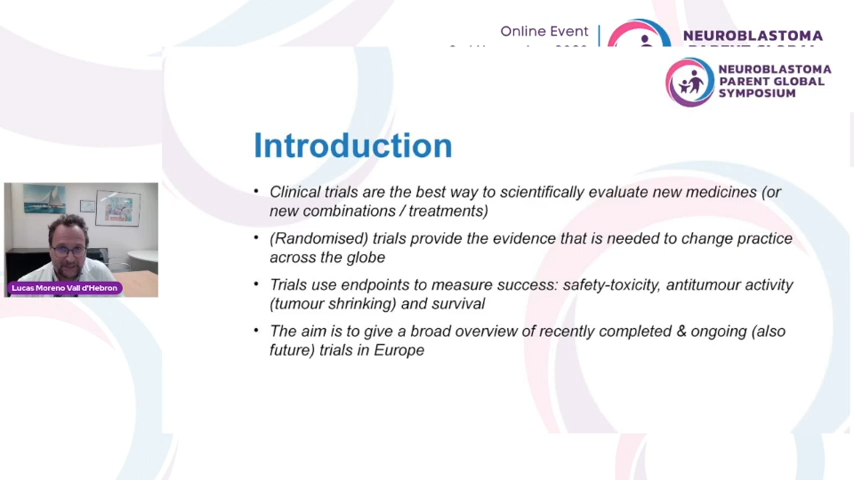 Online Event
NEUROBLASTOMA
NEUROBLASTOMA
PARENT GLOBAL
SYMPOSIUM
Introduction
• Clinical trials are the best way to scientifically evaluate new medicines (or
new combinations / treatments)
• (Randomised) trials provide the evidence that is needed to change practice
across the globe
• Trials use endpoints to measure success: safety-toxicity, antitumour activity
(tumour shrinking) and survival
• The aim is to give a broad overview of recently completed & ongoing (also
future) trials in Europe
Lucas Moreno Vall d'Hebron